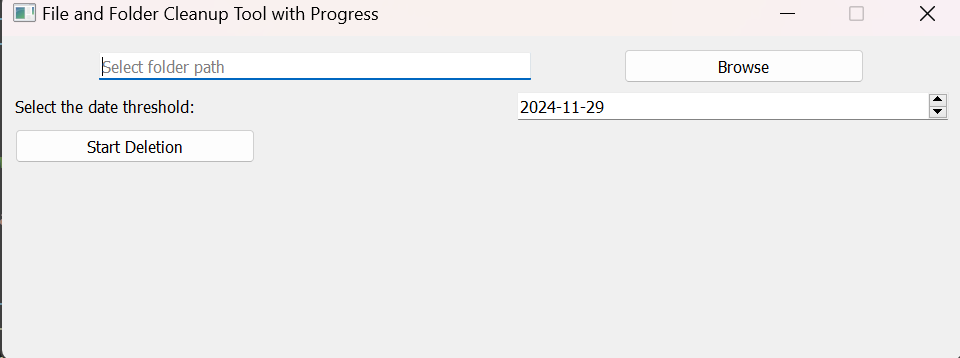 File and Folder Cleanup Tool with Progress
Select folder path
Browse
Select the date threshold:
2024-11-29
Start Deletion